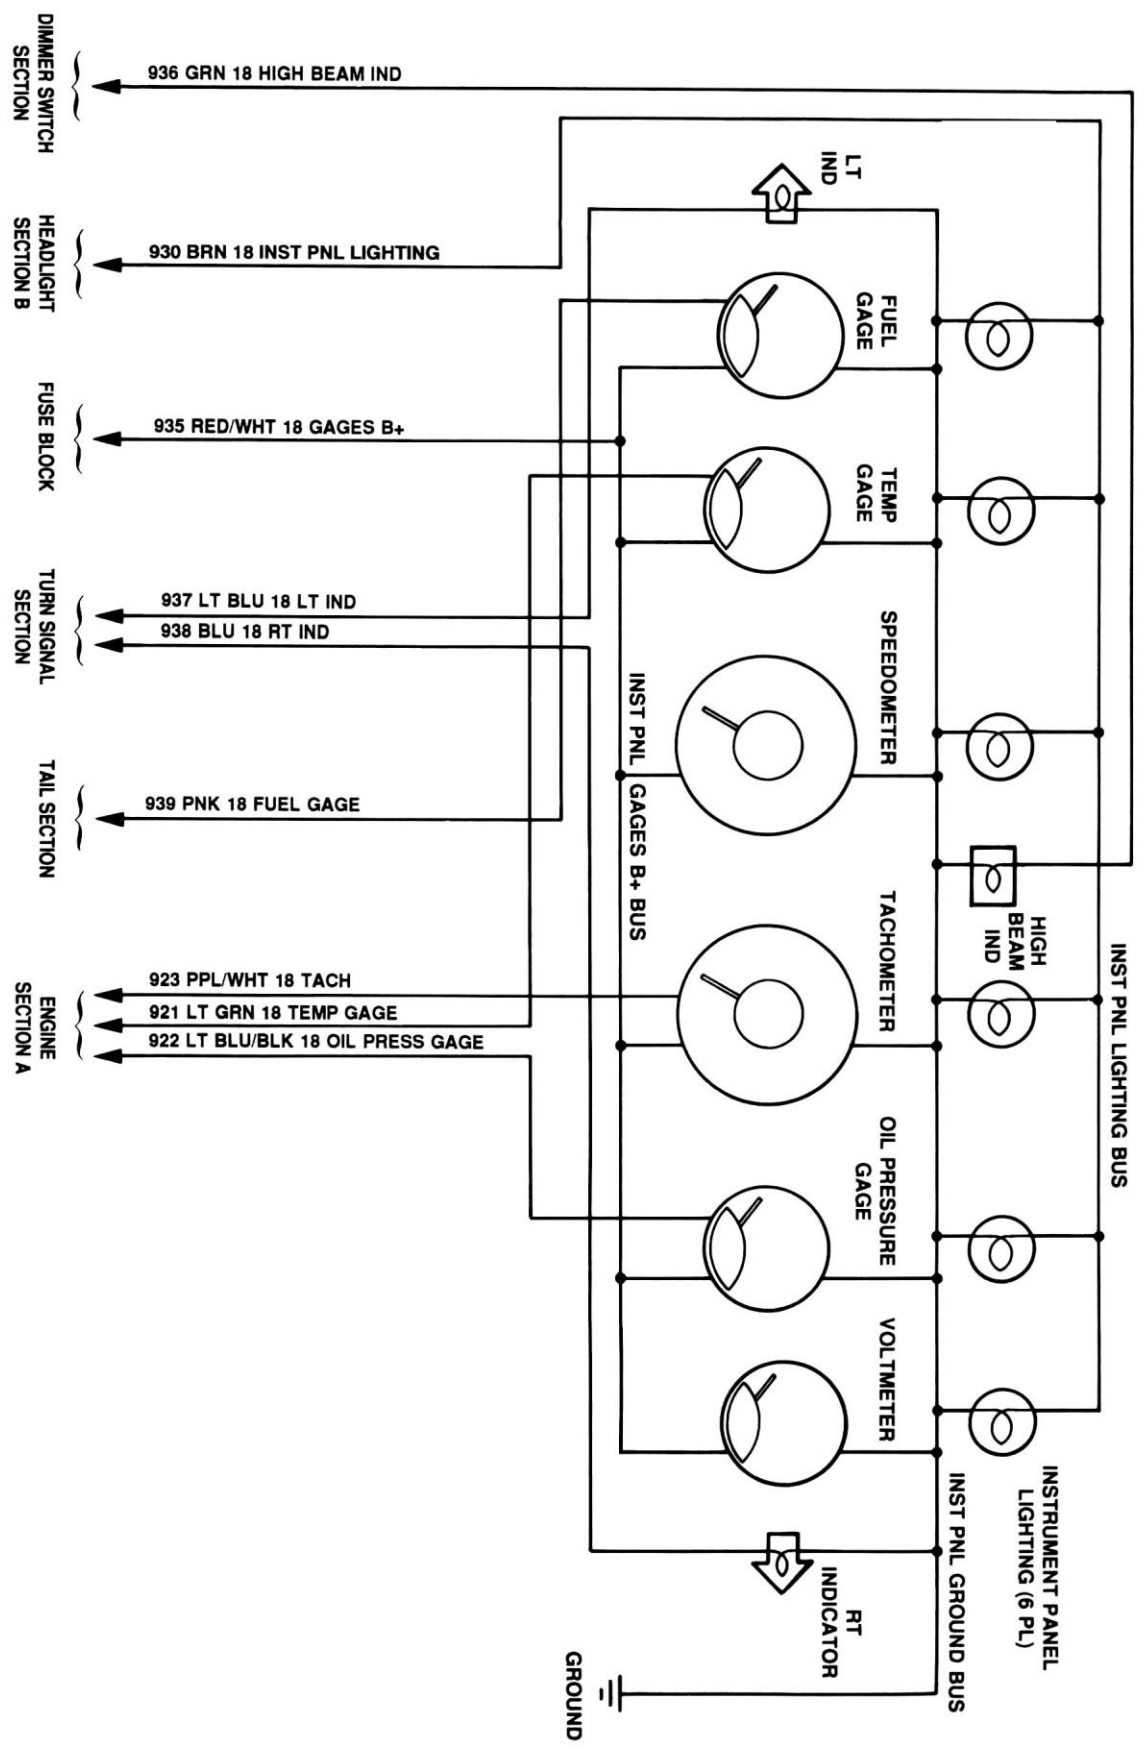 DIMMER SWITCH
SECTION
936 GRN 18 HIGH BEAM IND
HEADLIGHT
SECTION B
930 BRN 18 INST PNL LIGHTING
FUSE BLOCK
935 RED/WHT 18 GAGES B+
TURN SIGNAL
SECTION
937 LT BLU 18 LT IND
938 BLU 18 RT IND
TAIL SECTION
939 PNK 18 FUEL GAGE
ENGINE
SECTION A
923 PPL/WHT 18 TACH
921 LT GRN 18 TEMP GAGE
922 LT BLU/BLK 18 OIL PRESS GAGE
LT
IND
FUEL
GAGE
TEMP
GAGE
SPEEDOMETER
INST PNL GAGES B+ BUS
TACHOMETER
HIGH
BEAM
IND
INST PNL LIGHTING BUS
OIL PRESSURE
GAGE
VOLTMETER
INSTRUMENT PANEL
LIGHTING (6 PL)
INST PNL GROUND BUS
RT
INDICATOR
GROUND